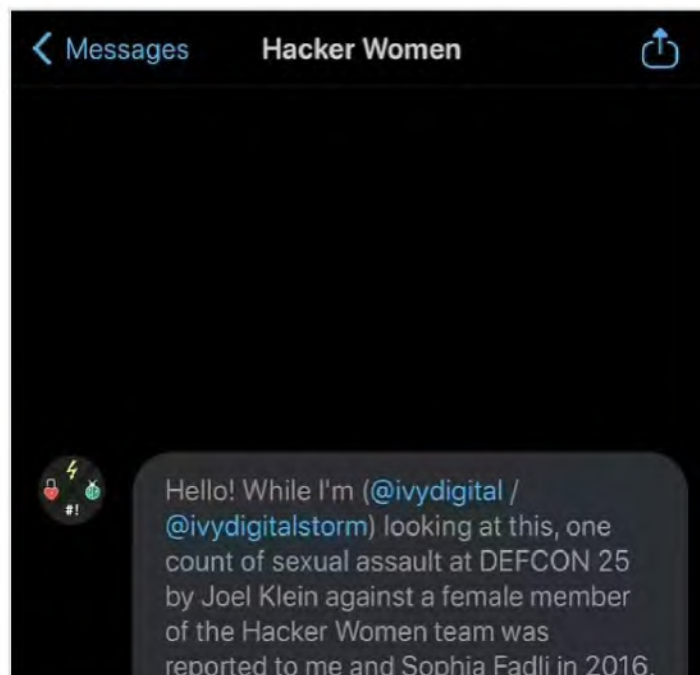 Messages
Hacker Women
#!
Hello! While I'm (@ivydigital /
@ivydigitalstorm) looking at this, one
count of sexual assault at DEFCON 25
by Joel Klein against a female member
of the Hacker Women team was
reported to me and Sophia Fadli in 2016.